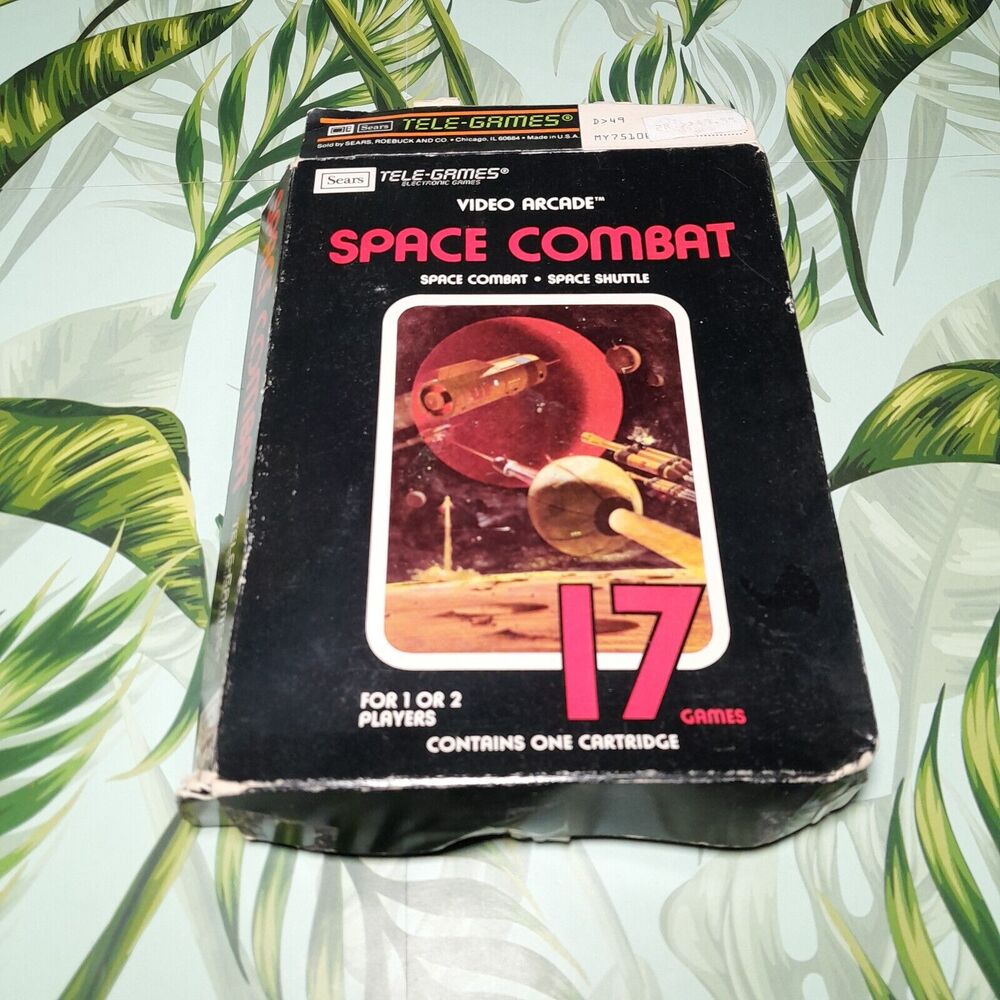 Sears TELE-GAMES®
Sold by SEARS, ROEBUCK AND CO. • Chicago, IL 60684 • Made in U.S.A.
D>49
Sears TELE-GAMES®
ELECTRONIC GAMES
VIDEO ARCADE™
SPACE COMBAT
SPACE COMBAT • SPACE SHUTTLE
17
GAMES
FOR 1 OR 2
PLAYERS
CONTAINS ONE CARTRIDGE